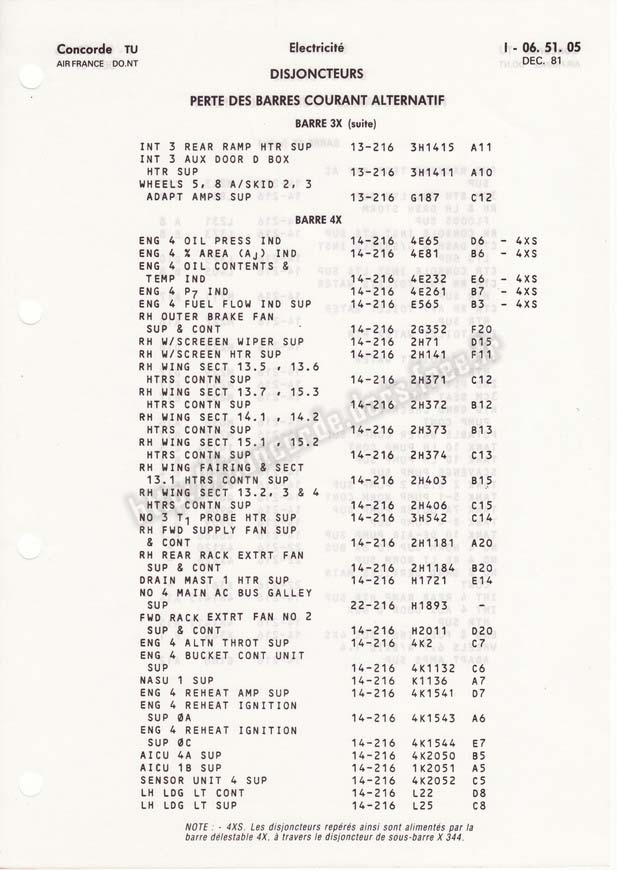 Concorde TU Electricité I - 06. 51. 05
AIR FRANCE DO.NT DEC. 81
DISJONCTEURS
PERTE DES BARRES COURANT ALTERNATIF
BARRE 3X (suite)
INT 3 REAR RAMP HTR SUP 13-216 3H1415 A11
INT 3 AUX DOOR D BOX
HTR SUP 13-216 3H1411 A10
WHEELS 5, 8 A/SKID 2, 3
ADAPT AMPS SUP 13-216 G187 C12
BARRE 4X
ENG 4 OIL PRESS IND 14-216 4E65 D6 - 4XS
ENG 4 % AREA (AJ) IND 14-216 4E81 B6 - 4XS
ENG 4 OIL CONTENTS &
TEMP IND 14-216 4E232 E6 - 4XS
ENG 4 P7 IND 14-216 4E261 B7 - 4XS
ENG 4 FUEL FLOW IND SUP 14-216 E565 B3 - 4XS
RH OUTER BRAKE FAN
SUP & CONT 14-216 2G352 F20
RH W/SCREEEN WIPER SUP 14-216 2H71 D15
RH W/SCREEN HTR SUP 14-216 2H141 F11
RH WING SECT 13.5 , 13.6
HTRS CONTN SUP 14-216 2H371 C12
RH WING SECT 13.7 , 15.3
HTRS CONTN SUP 14-216 2H372 B12
RH WING SECT 14.1 , 14.2
HTRS CONTN SUP 14-216 2H373 B13
RH WING SECT 15.1 , 15.2
HTRS CONTN SUP 14-216 2H374 C13
RH WING FAIRING & SECT
13.1 HTRS CONTN SUP 14-216 2H403 B15
RH WING SECT 13.2, 3 & 4
HTRS CONTN SUP 14-216 2H406 C15
NO 3 T1 PROBE HTR SUP 14-216 3H542 C14
RH FWD SUPPLY FAN SUP
& CONT 14-216 2H1181 A20
RH REAR RACK EXTRT FAN
SUP & CONT 14-216 2H1184 B20
DRAIN MAST 1 HTR SUP 14-216 H1721 E14
NO 4 MAIN AC BUS GALLEY
SUP 22-216 H1893 -
FWD RACK EXTRT FAN NO 2
SUP & CONT 14-216 H2011 D20
ENG 4 ALTN THROT SUP 14-216 4K2 C7
ENG 4 BUCKET CONT UNIT
SUP 14-216 4K1132 C6
NASU 1 SUP 14-216 K1136 A7
ENG 4 REHEAT AMP SUP 14-216 4K1541 D7
ENG 4 REHEAT IGNITION
SUP ØA 14-216 4K1543 A6
ENG 4 REHEAT IGNITION
SUP ØC 14-216 4K1544 E7
AICU 4A SUP 14-216 4K2050 B5
AICU 1B SUP 14-216 1K2051 A5
SENSOR UNIT 4 SUP 14-216 4K2052 C5
LH LDG LT CONT 14-216 L22 D8
LH LDG LT SUP 14-216 L25 C8
NOTE : - 4XS. Les disjoncteurs repérés ainsi sont alimentés par la
barre délestable 4X, à travers le disjoncteur de sous-barre X 344.